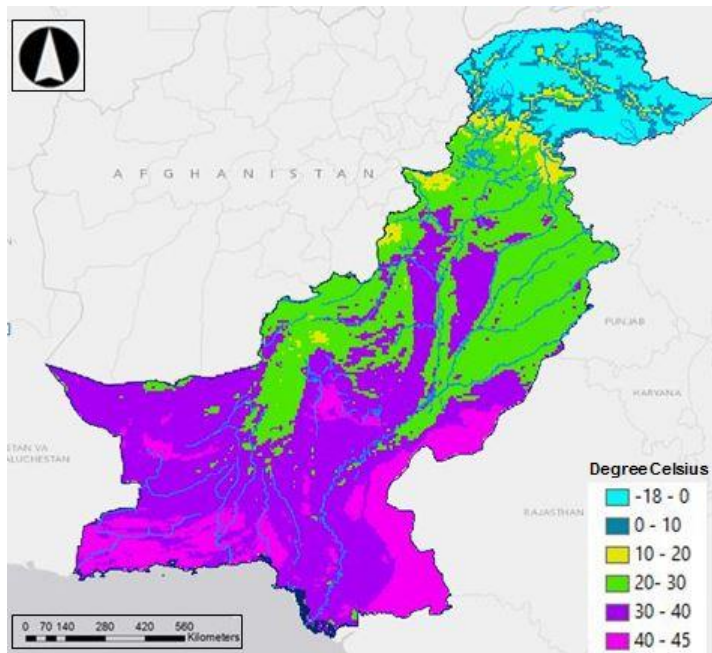 AFGHANISTAN
PUNJAB
HARYANA
STAN VA
ALUCHESTAN
RAJASTHAN
Degree Celsius
-18 - 0
0 - 10
10 - 20
20- 30
30 - 40
40 - 45
0 70 140 280 420 560
Kilometers